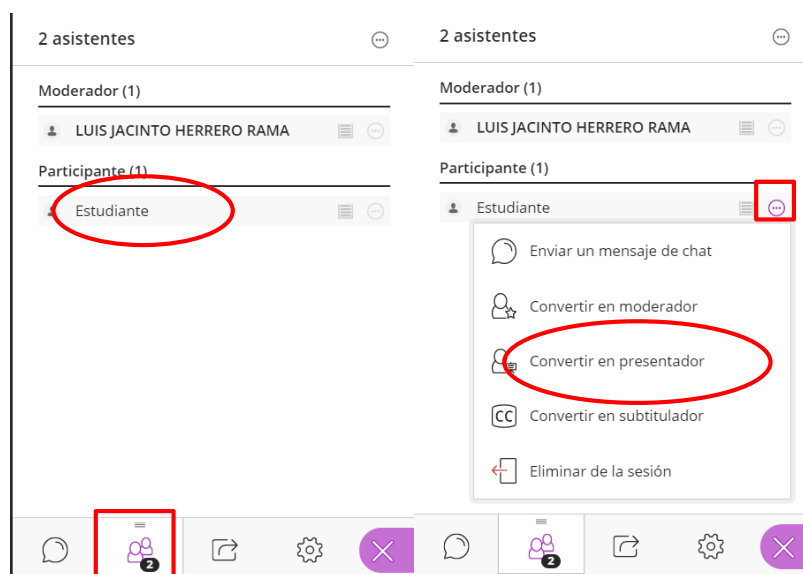 2 asistentes
Moderador (1)
LUIS JACINTO HERRERO RAMA
Participante (1)
Estudiante
2
2 asistentes
Moderador (1)
LUIS JACINTO HERRERO RAMA
Participante (1)
Estudiante
Enviar un mensaje de chat
Convertir en moderador
Convertir en presentador
CC Convertir en subtitulador
Eliminar de la sesión
2